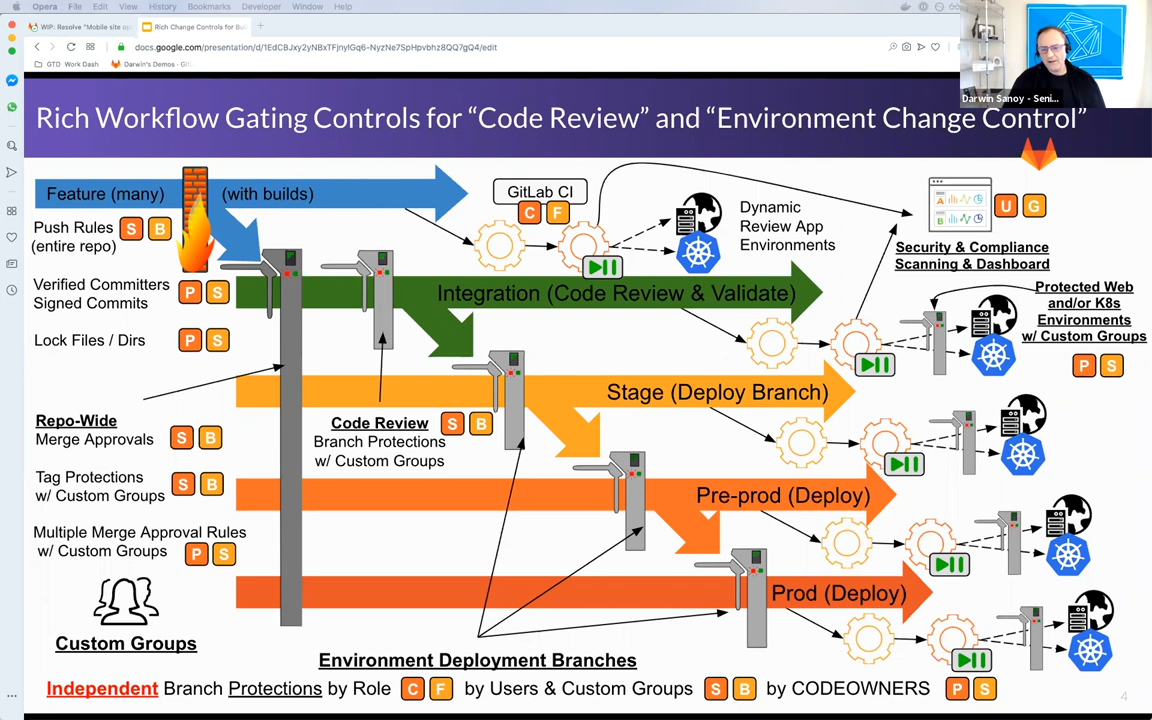 Opera File Edit View History Bookmarks Developer Window Help
WIP: Resolve "Mobile site op
Rich Change Controls for Bu
docs.google.com/presentation/d/1EdCBJxy2yNBxTFjnylGq6-NyzNe7SpHpvbhz8QQ7gQ4/edit
GTD Work Dash
Darwin's Demos · GitL
Darwin Sanoy - Seni...
Rich Workflow Gating Controls for “Code Review” and “Environment Change Control”
Feature (many)
(with builds)
GitLab CI
C F
Dynamic
Review App
Environments
A
B
U G
Security & Compliance
Scanning & Dashboard
Push Rules S B
(entire repo)
Verified Committers
Signed Commits
P S
Lock Files / Dirs P S
Integration (Code Review & Validate)
Protected Web
and/or K8s
Environments
w/ Custom Groups
P S
Stage (Deploy Branch)
Repo-Wide
Merge Approvals S B
Code Review S B
Branch Protections
w/ Custom Groups
Tag Protections
w/ Custom Groups
S B
Pre-prod (Deploy)
Multiple Merge Approval Rules
w/ Custom Groups P S
Prod (Deploy)
Custom Groups
Environment Deployment Branches
Independent Branch Protections by Role C F by Users & Custom Groups S B by CODEOWNERS P S
4